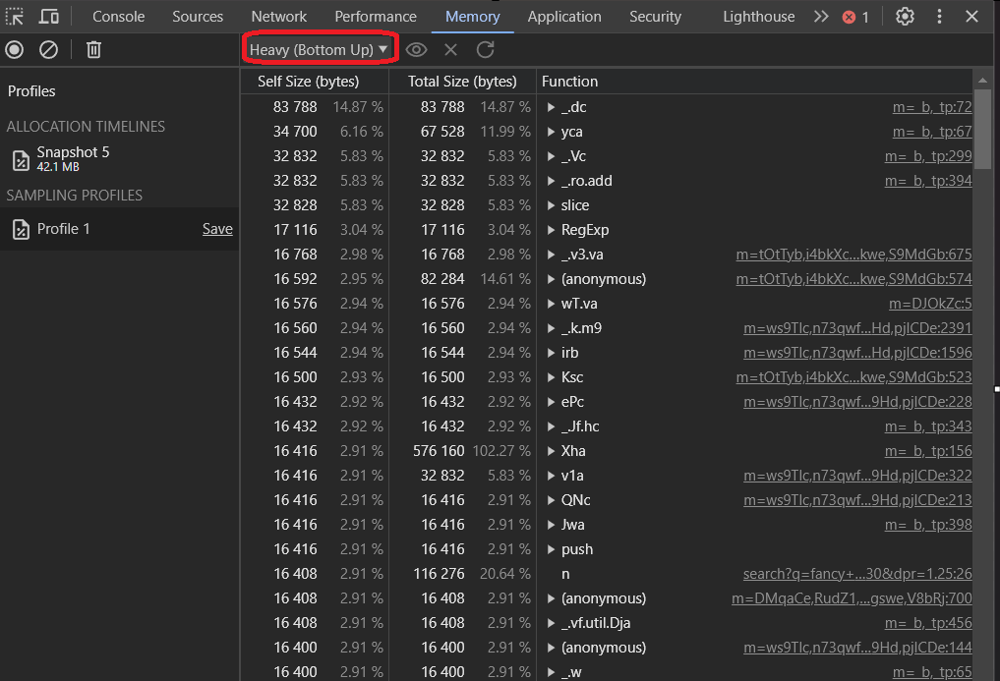 Console Sources Network Performance Memory Application Security Lighthouse 1
Heavy (Bottom Up)
Profiles
ALLOCATION TIMELINES
Snapshot 5
42.1 MB
SAMPLING PROFILES
Profile 1 Save
Self Size (bytes) Total Size (bytes) Function
83 788 14.87 % 83 788 14.87 % _.dc m=_b,_tp:72
34 700 6.16 % 67 528 11.99 % yca m=_b,_tp:67
32 832 5.83 % 32 832 5.83 % _.Vc m=_b,_tp:299
32 832 5.83 % 32 832 5.83 % _.ro.add m=_b,_tp:394
32 828 5.83 % 32 828 5.83 % slice
17 116 3.04 % 17 116 3.04 % RegExp
16 768 2.98 % 16 768 2.98 % _.v3.va m=tOtTyb,i4bkXc…kwe,S9MdGb:675
16 592 2.95 % 82 284 14.61 % (anonymous) m=tOtTyb,i4bkXc…kwe,S9MdGb:574
16 576 2.94 % 16 576 2.94 % wT.va m=DJOkZc:5
16 560 2.94 % 16 560 2.94 % _.k.m9 m=ws9Tlc,n73qwf…Hd,pjICDe:2391
16 544 2.94 % 16 544 2.94 % irb m=ws9Tlc,n73qwf…Hd,pjICDe:1596
16 500 2.93 % 16 500 2.93 % Ksc m=tOtTyb,i4bkXc…kwe,S9MdGb:523
16 432 2.92 % 16 432 2.92 % ePc m=ws9Tlc,n73qwf…9Hd,pjICDe:228
16 432 2.92 % 16 432 2.92 % _.Jf.hc m=_b,_tp:343
16 416 2.91 % 576 160 102.27 % Xha m=_b,_tp:156
16 416 2.91 % 32 832 5.83 % v1a m=ws9Tlc,n73qwf…9Hd,pjICDe:322
16 416 2.91 % 16 416 2.91 % QNc m=ws9Tlc,n73qwf…9Hd,pjICDe:213
16 416 2.91 % 16 416 2.91 % Jwa m=_b,_tp:398
16 416 2.91 % 16 416 2.91 % push
16 408 2.91 % 116 276 20.64 % n search?q=fancy+…30&dpr=1.25:26
16 408 2.91 % 16 408 2.91 % (anonymous) m=DMqaCe,RudZ1,…gswe,V8bRj:700
16 408 2.91 % 16 408 2.91 % _.vf.util.Dja m=_b,_tp:456
16 400 2.91 % 16 400 2.91 % (anonymous) m=ws9Tlc,n73qwf…9Hd,pjICDe:144
16 400 2.91 % 16 400 2.91 % _.w m=_b,_tp:65